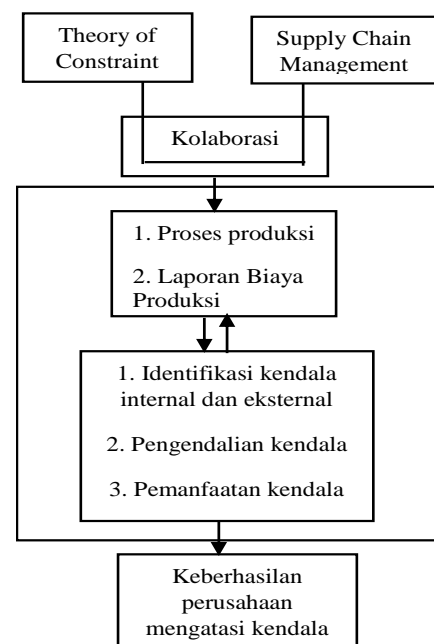 Theory of
Constraint
Supply Chain
Management
Kolaborasi
1. Proses produksi
2. Laporan Biaya
Produksi
1. Identifikasi kendala
internal dan eksternal
2. Pengendalian kendala
3. Pemanfaatan kendala
Keberhasilan
perusahaan
mengatasi kendala